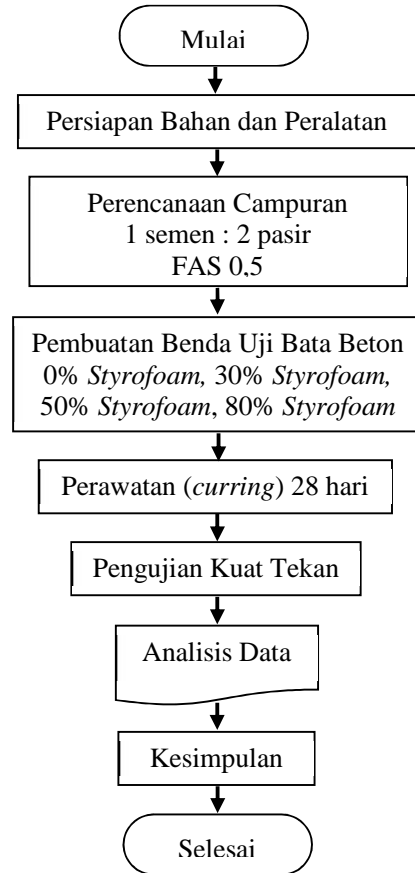 Mulai
Persiapan Bahan dan Peralatan
Perencanaan Campuran
1 semen : 2 pasir
FAS 0,5
Pembuatan Benda Uji Bata Beton
0% Styrofoam, 30% Styrofoam,
50% Styrofoam, 80% Styrofoam
Perawatan (curring) 28 hari
Pengujian Kuat Tekan
Analisis Data
Kesimpulan
Selesai